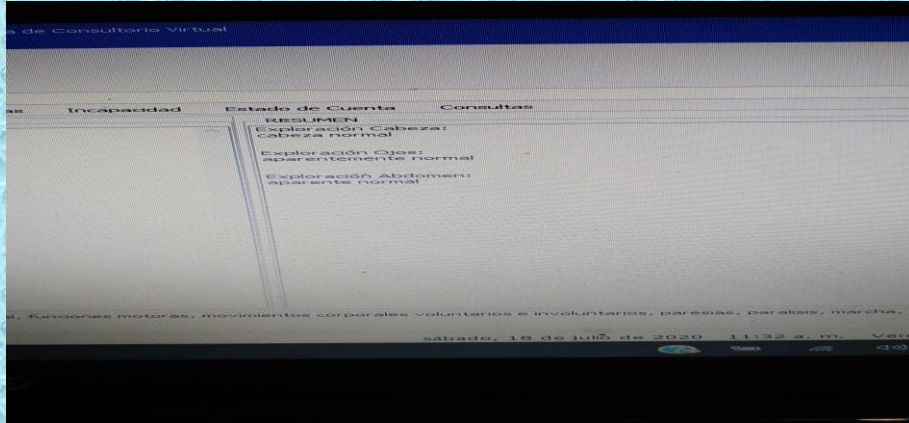 a de Consultorio Virtual
as Incapacidad Estado de Cuenta Consultas
RESUMEN
Exploración Cabeza:
cabeza normal
Exploración Ojos:
aparentemente normal
Exploración Abdomen:
aparente normal
l, funciones motoras, movimientos corporales voluntarios e involuntarios, paresias, paralisis, marcha,
sábado, 18 de julio de 2020 11:32 a. m. Ver